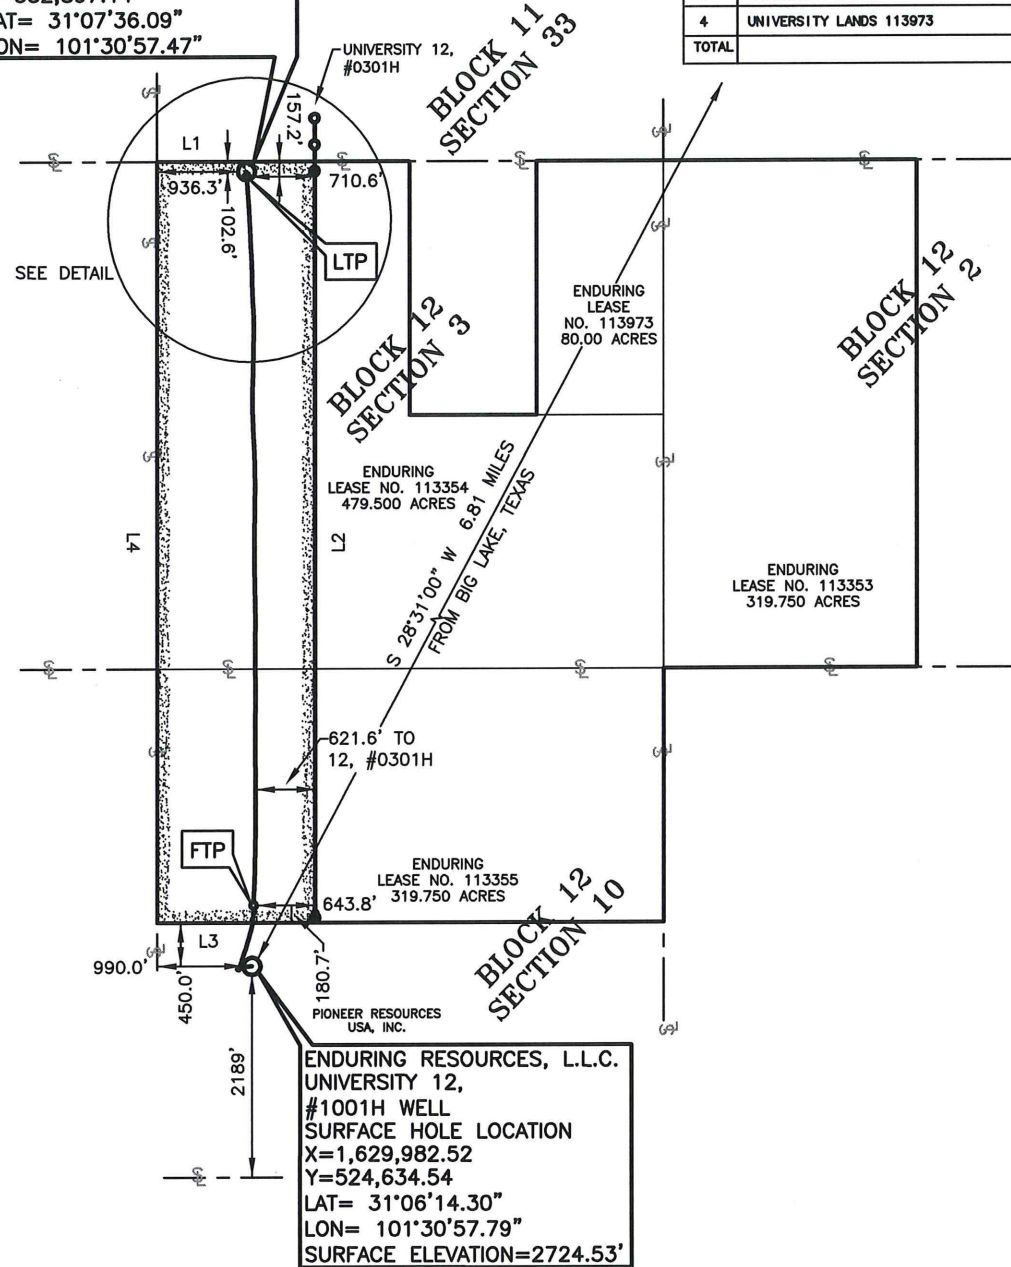 LAT= 31°07'36.09"
LON= 101°30'57.47"
4 UNIVERSITY LANDS 113973
TOTAL
UNIVERSITY 12,
#0301H
BLOCK 11
SECTION 33
157.2'
L1
936.3'
710.6'
102.6'
LTP
SEE DETAIL
ENDURING
LEASE
NO. 113973
80.00 ACRES
BLOCK 12
SECTION 2
BLOCK 12
SECTION 3
ENDURING
LEASE NO. 113354
479.500 ACRES
L4
L2
S 28°31'00" W 6.81 MILES
FROM BIG LAKE, TEXAS
ENDURING
LEASE NO. 113353
319.750 ACRES
621.6' TO
12, #0301H
FTP
ENDURING
LEASE NO. 113355
319.750 ACRES
643.8'
BLOCK 12
SECTION 10
L3
990.0'
450.0'
180.7'
PIONEER RESOURCES
USA, INC.
2189'
ENDURING RESOURCES, L.L.C.
UNIVERSITY 12,
#1001H WELL
SURFACE HOLE LOCATION
X=1,629,982.52
Y=524,634.54
LAT= 31°06'14.30"
LON= 101°30'57.79"
SURFACE ELEVATION=2724.53'